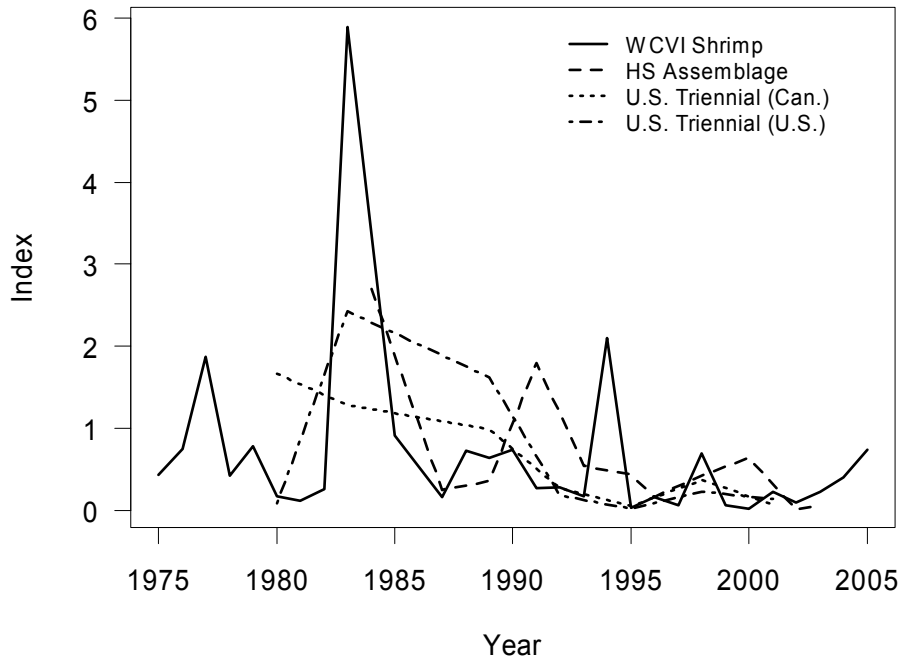 6
5
4
3
2
1
0
Index
WCVI Shrimp
HS Assemblage
U.S. Triennial (Can.)
U.S. Triennial (U.S.)
1975 1980 1985 1990 1995 2000 2005
Year